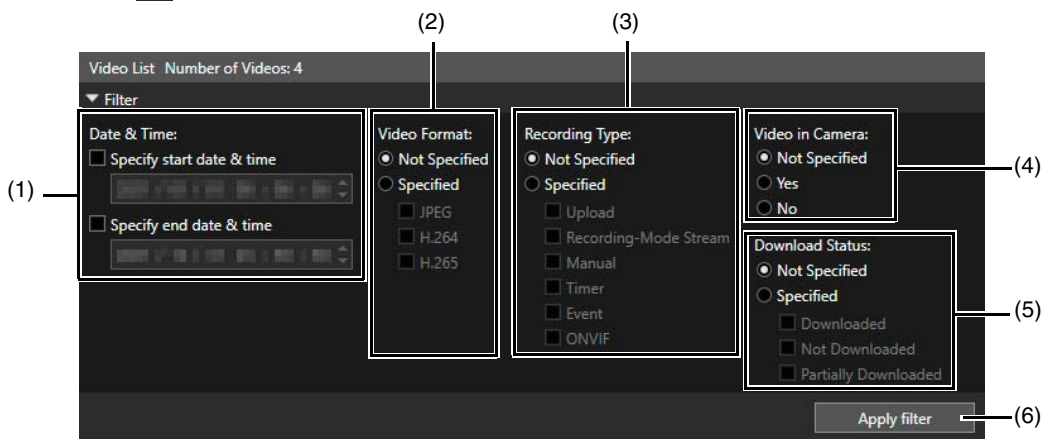 (2)
(3)
Video List Number of Videos: 4
Filter
Date & Time:
Specify start date & time
Specify end date & time
(1)
Video Format:
Not Specified
Specified
JPEG
H.264
H.265
Recording Type:
Not Specified
Specified
Upload
Recording-Mode Stream
Manual
Timer
Event
ONVIF
Video in Camera:
Not Specified
Yes
No
(4)
Download Status:
Not Specified
Specified
Downloaded
Not Downloaded
Partially Downloaded
(5)
Apply filter
(6)